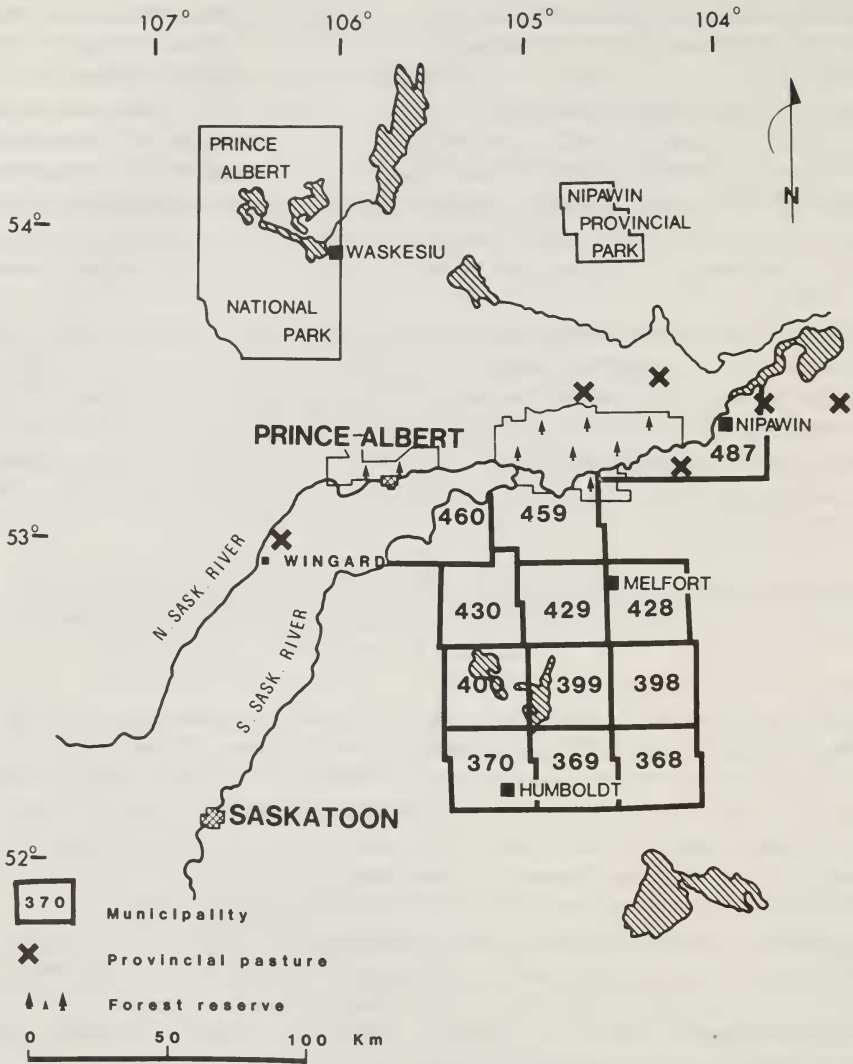 107° 106° 105° 104°
PRINCE
ALBERT
NIPAWIN
PROVINCIAL
PARK
N
54°
WASKESIU
NATIONAL
PARK
PRINCE ALBERT
NIPAWIN
487
53°
460 459
WINGARD
MELFORT
430 429 428
N. SASK. RIVER
S. SASK. RIVER
40 399 398
370 369 368
HUMBOLDT
SASKATOON
52°
370 Municipality
Provincial pasture
Forest reserve
0 50 100 Km